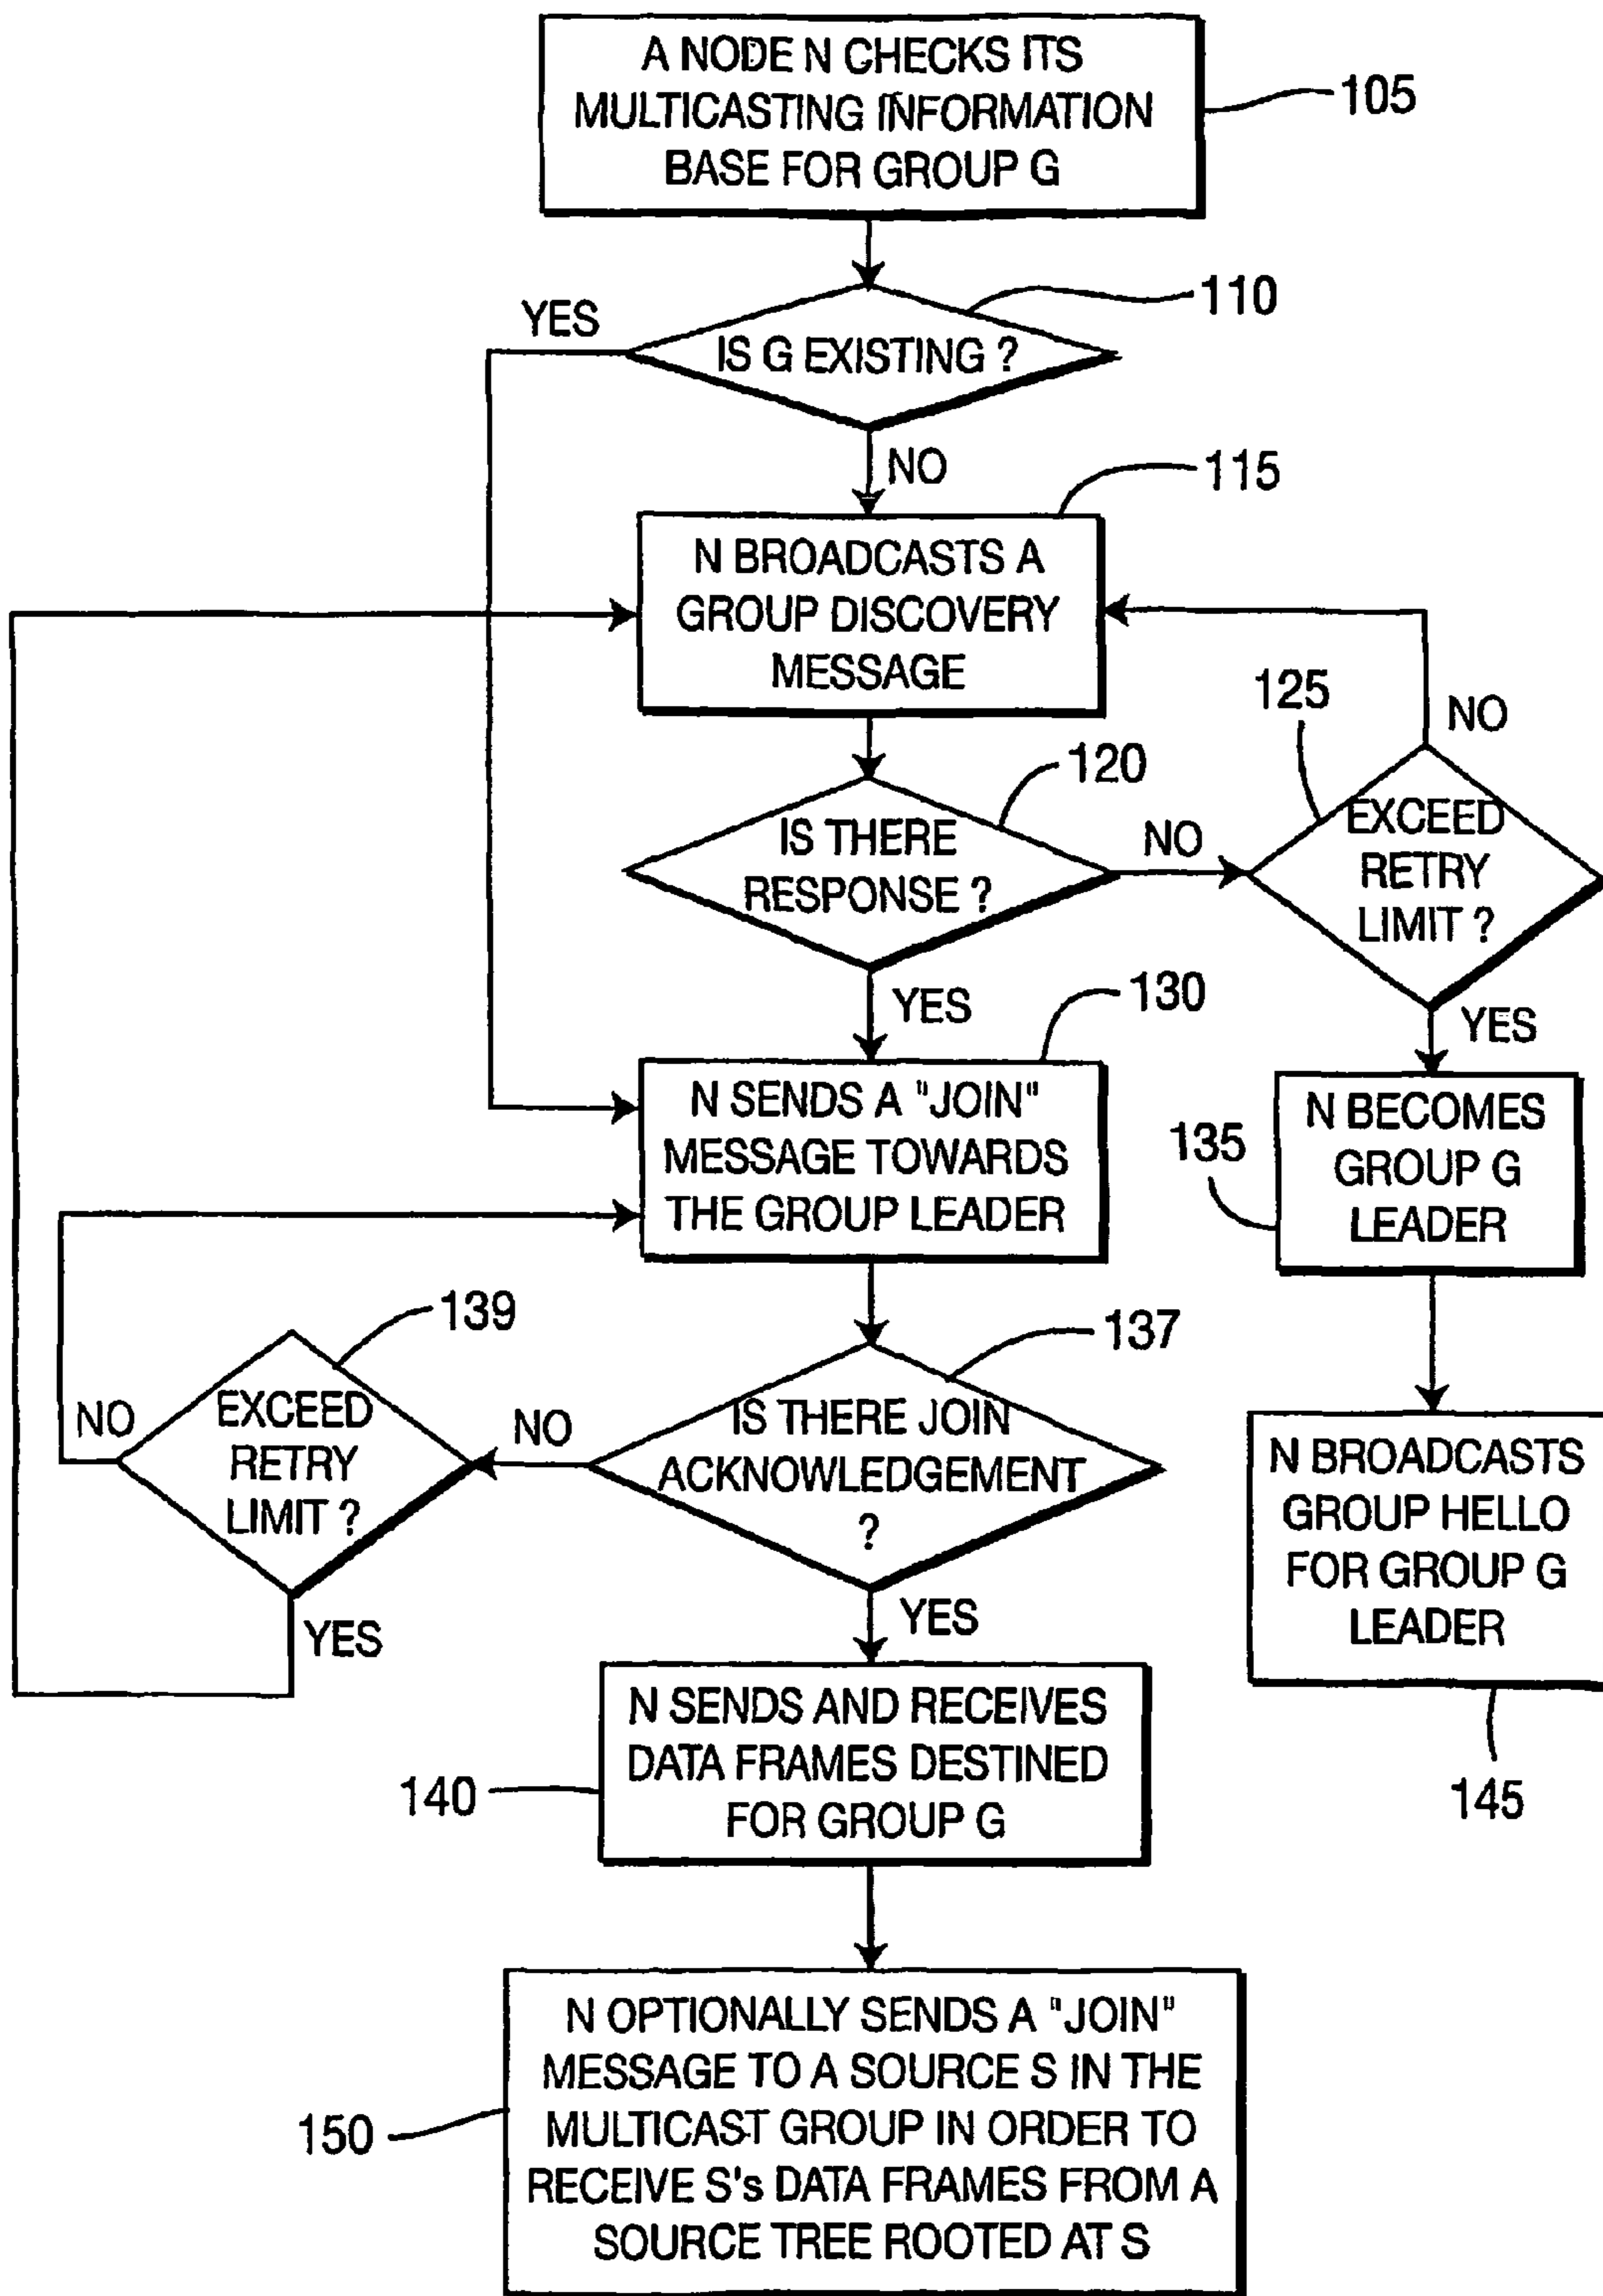 A NODE N CHECKS ITS
MULTICASTING INFORMATION
BASE FOR GROUP G
105
110
YES
IS G EXISTING ?
NO
115
N BROADCASTS A
GROUP DISCOVERY
MESSAGE
125
NO
120
IS THERE
RESPONSE ?
NO
EXCEED
RETRY
LIMIT ?
YES
130
YES
N SENDS A "JOIN"
MESSAGE TOWARDS
THE GROUP LEADER
135
N BECOMES
GROUP G
LEADER
139
137
NO
EXCEED
RETRY
LIMIT ?
NO
IS THERE JOIN
ACKNOWLEDGEMENT
?
YES
YES
N BROADCASTS
GROUP HELLO
FOR GROUP G
LEADER
145
N SENDS AND RECEIVES
DATA FRAMES DESTINED
FOR GROUP G
140
N OPTIONALLY SENDS A "JOIN"
MESSAGE TO A SOURCE S IN THE
MULTICAST GROUP IN ORDER TO
RECEIVE S's DATA FRAMES FROM A
SOURCE TREE ROOTED AT S
150